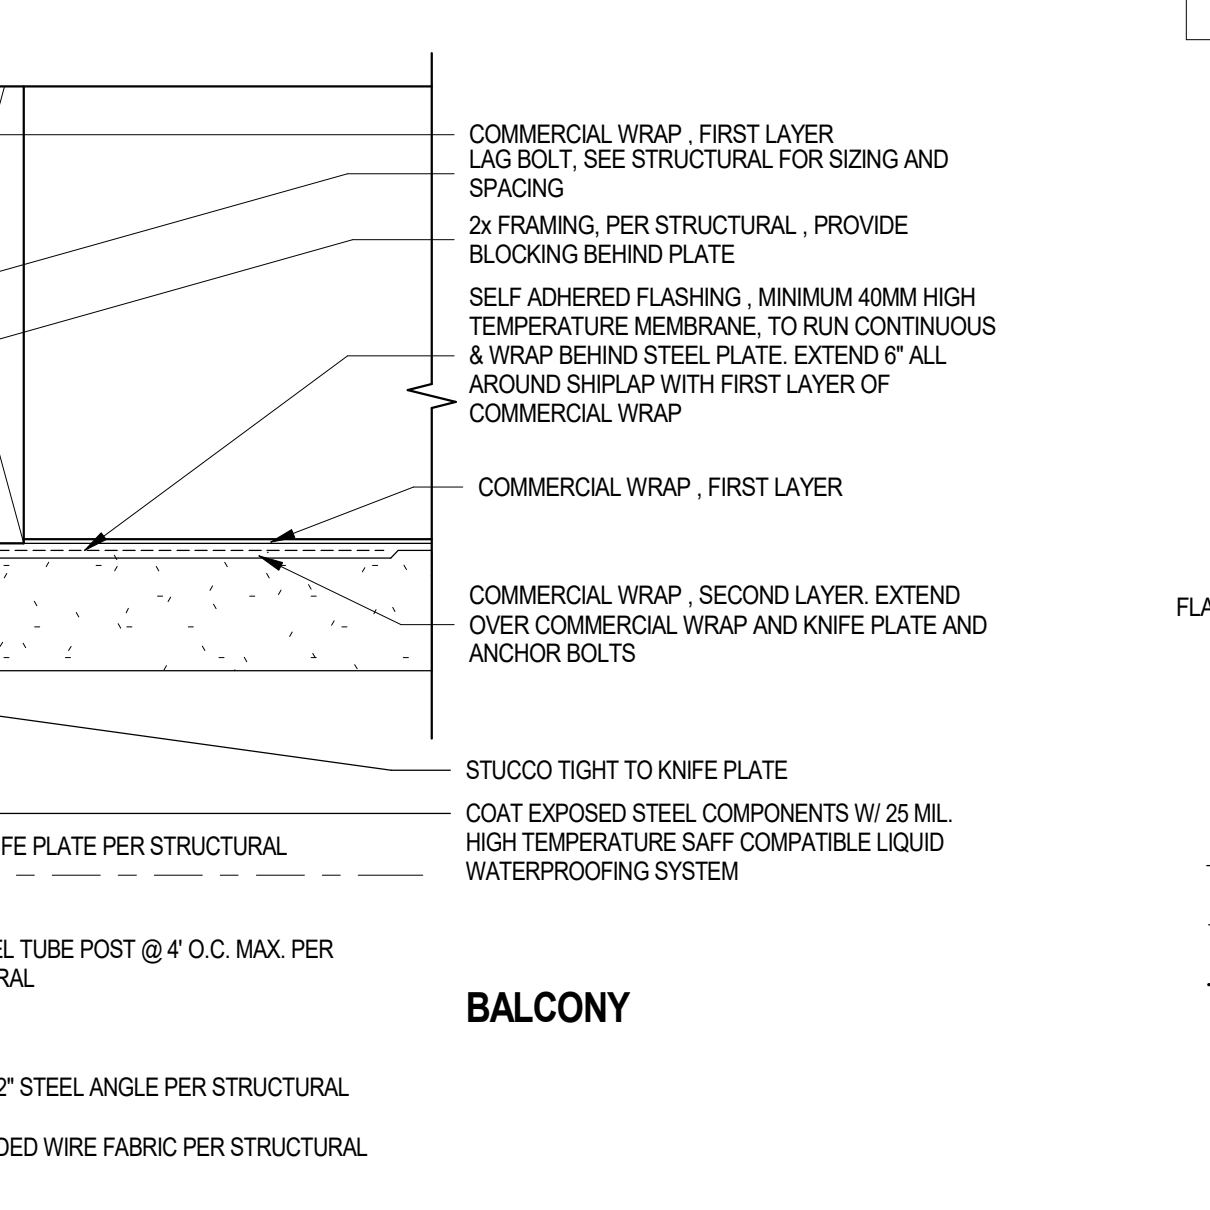 COMMERCIAL WRAP , FIRST LAYER
LAG BOLT, SEE STRUCTURAL FOR SIZING AND
SPACING
2x FRAMING, PER STRUCTURAL , PROVIDE
BLOCKING BEHIND PLATE
SELF ADHERED FLASHING , MINIMUM 40MM HIGH
TEMPERATURE MEMBRANE, TO RUN CONTINUOUS
& WRAP BEHIND STEEL PLATE. EXTEND 6" ALL
AROUND SHIPLAP WITH FIRST LAYER OF
COMMERCIAL WRAP
COMMERCIAL WRAP , FIRST LAYER
COMMERCIAL WRAP , SECOND LAYER. EXTEND
OVER COMMERCIAL WRAP AND KNIFE PLATE AND
ANCHOR BOLTS
STUCCO TIGHT TO KNIFE PLATE
COAT EXPOSED STEEL COMPONENTS W/ 25 MIL.
HIGH TEMPERATURE SAFF COMPATIBLE LIQUID
WATERPROOFING SYSTEM
FE PLATE PER STRUCTURAL
EL TUBE POST @ 4' O.C. MAX. PER
RAL
BALCONY
2" STEEL ANGLE PER STRUCTURAL
DED WIRE FABRIC PER STRUCTURAL
FLA